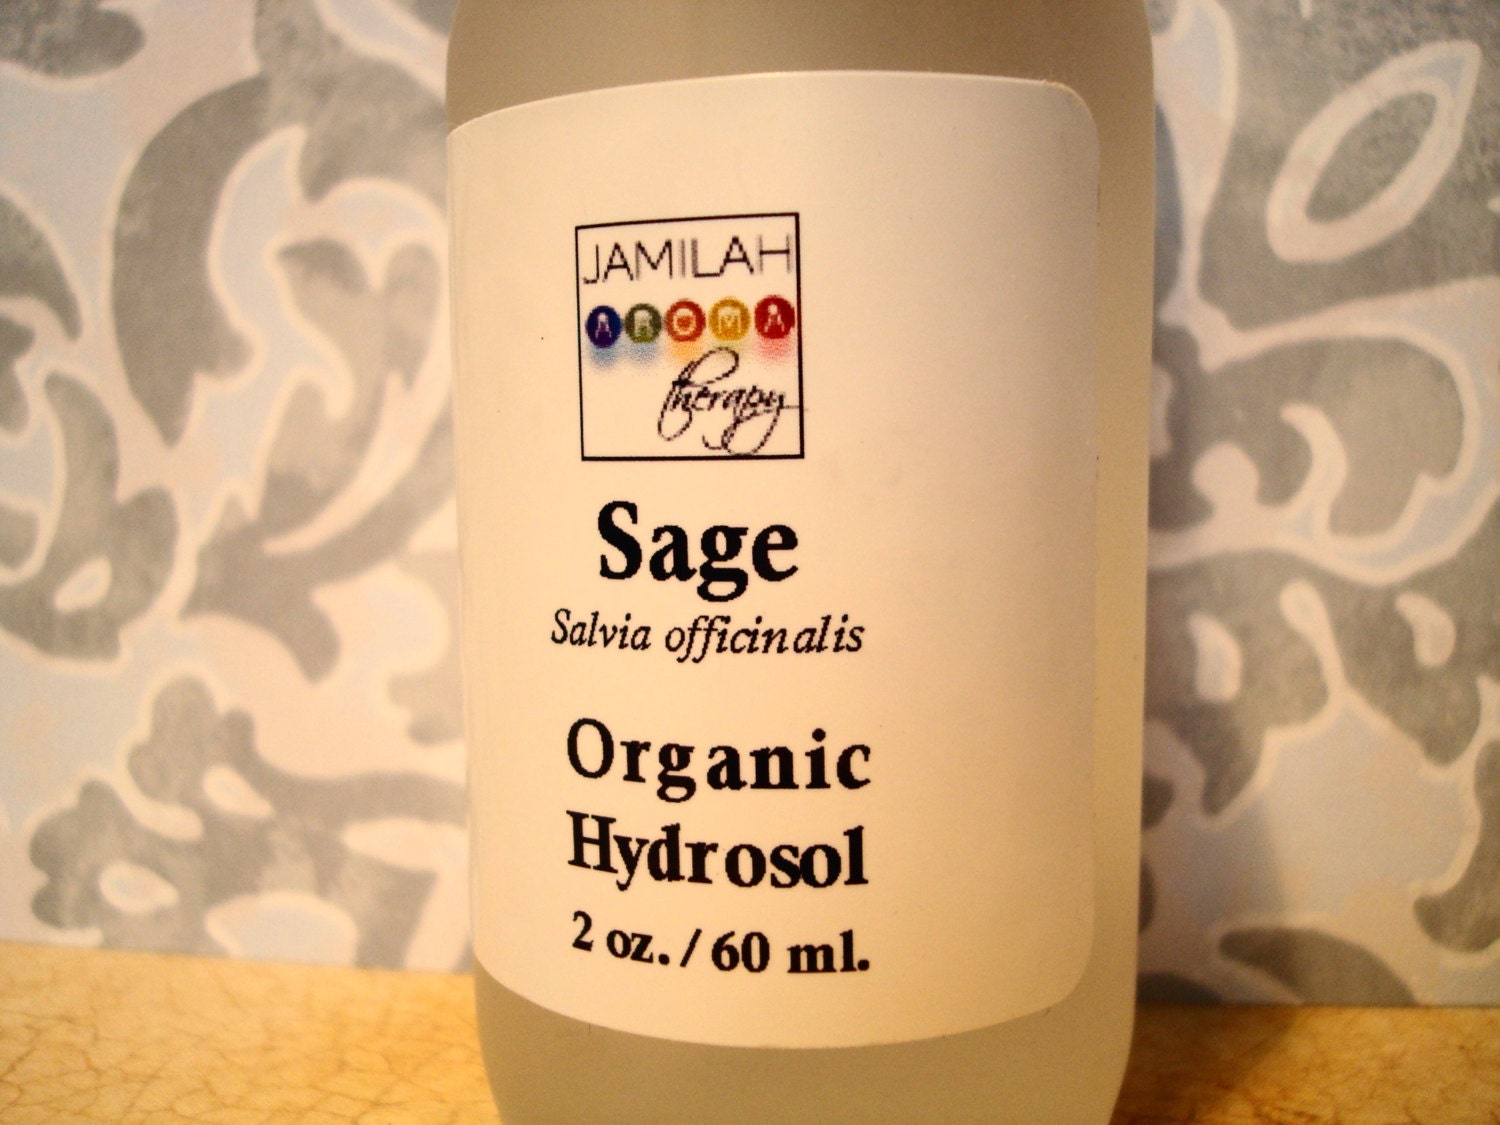 JAMILAH
AROMA
therapy
Sage
Salvia officinalis
Organic
Hydrosol
2 oz. / 60 ml.